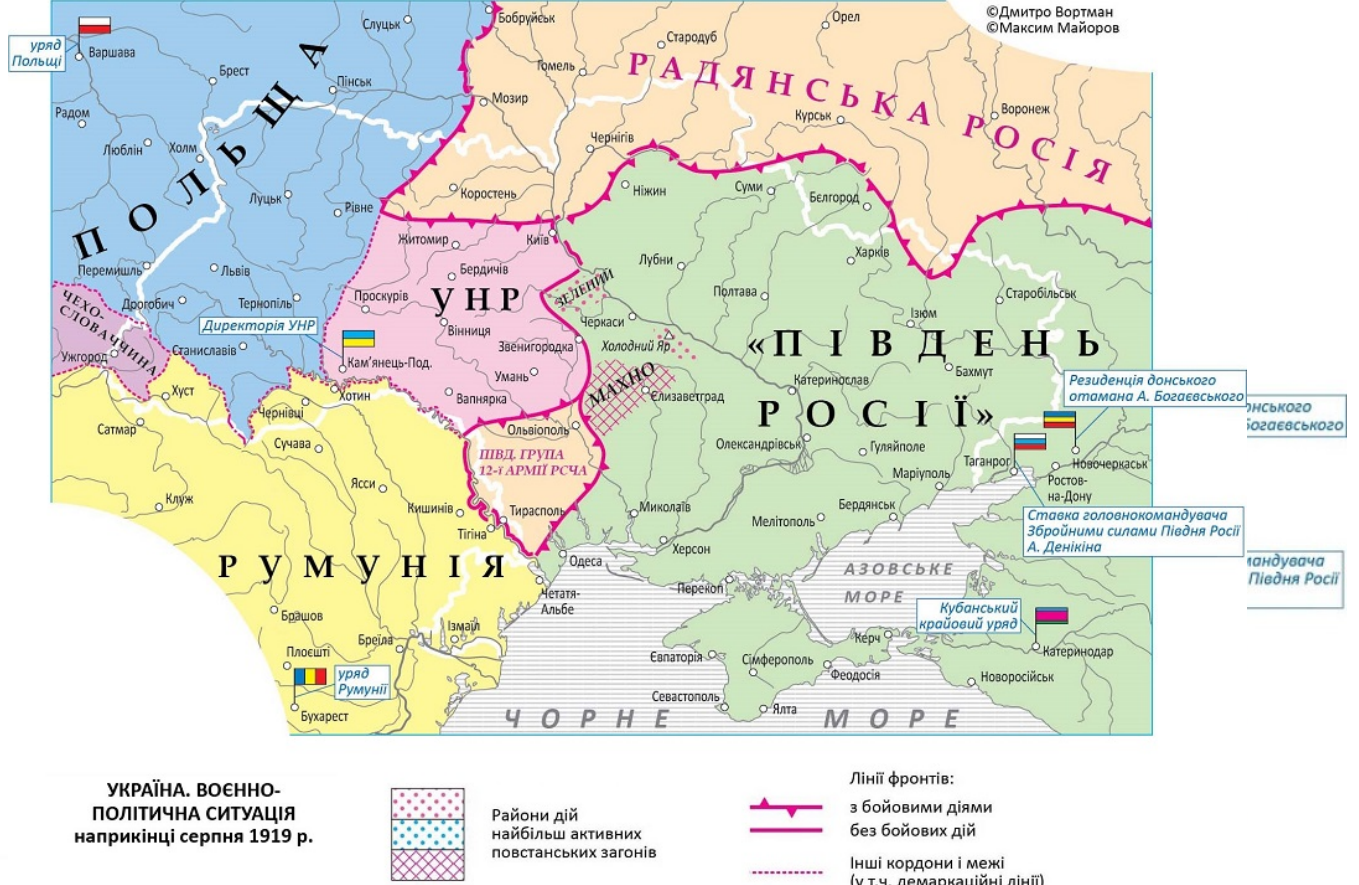 ©Дмитро Вортман
©Максим Майоров
уряд
Польщі
Варшава
Слуцьк
Бобруйськ
Орел
Стародуб
Гомель
РАДЯНСЬКА РОСІЯ
Брест
Пінськ
Мозир
Воронеж
Курськ
Радом
ПОЛЬЩА
Чернігів
Люблін
Холм
Коростень
Ніжин
Суми
Бєлгород
Луцьк
Рівне
Житомир
Київ
Харків
Лубни
Перемишль
Львів
Бердичів
ЗЕЛЕНИЙ
Полтава
Старобільськ
ЧЕХО-
СЛОВАЧЧИНА
Дрогобич
Тернопіль
Проскурів
УНР
Черкаси
Ізюм
Директорія УНР
Вінниця
Звенигородка
Холодний Яр
«ПІВДЕНЬ
РОСІЇ»
Ужгород
Станиславів
Кам’янець-Под.
Умань
МАХНО
Бахмут
Катеринослав
Резиденція донського
отамана А. Богаєвського
онського
Богаєвського
Хуст
Хотин
Вапнярка
Єлизаветград
Чернівці
Сатмар
Сучава
Ольвіополь
Олександрівськ
Гуляйполе
ПІВД. ГРУПА
12-ї АРМІЇ РСЧА
Маріуполь
Таганрог
Новочеркаськ
Ростов-
на-Дону
Клуж
Ясси
Кишинів
Тирасполь
Миколаїв
Бердянськ
Мелітополь
Тігіна
Ставка головнокомандувача
Збройними силами Півдня Росії
А. Денікіна
мандувача
Півдня Росії
РУМУНІЯ
Одеса
Херсон
АЗОВСЬКЕ
МОРЕ
Четатя-
Альбе
Перекоп
Кубанський
крайовий уряд
Брашов
Бреїла
Ізмаїл
Керч
Катеринодар
Плоєшті
уряд
Румунії
Євпаторія
Сімферополь
Феодосія
Новоросійськ
Бухарест
Севастополь
Ялта
ЧОРНЕ МОРЕ
УКРАЇНА. ВОЄННО-
ПОЛІТИЧНА СИТУАЦІЯ
наприкінці серпня 1919 р.
Райони дій
найбільш активних
повстанських загонів
Лінії фронтів:
з бойовими діями
без бойових дій
Інші кордони і межі
(у т.ч. демаркаційні лінії)